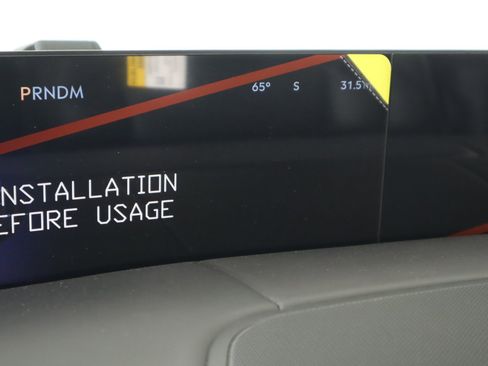 PRNDM 65° S 31.5
NSTALLATION
EFORE USAGE